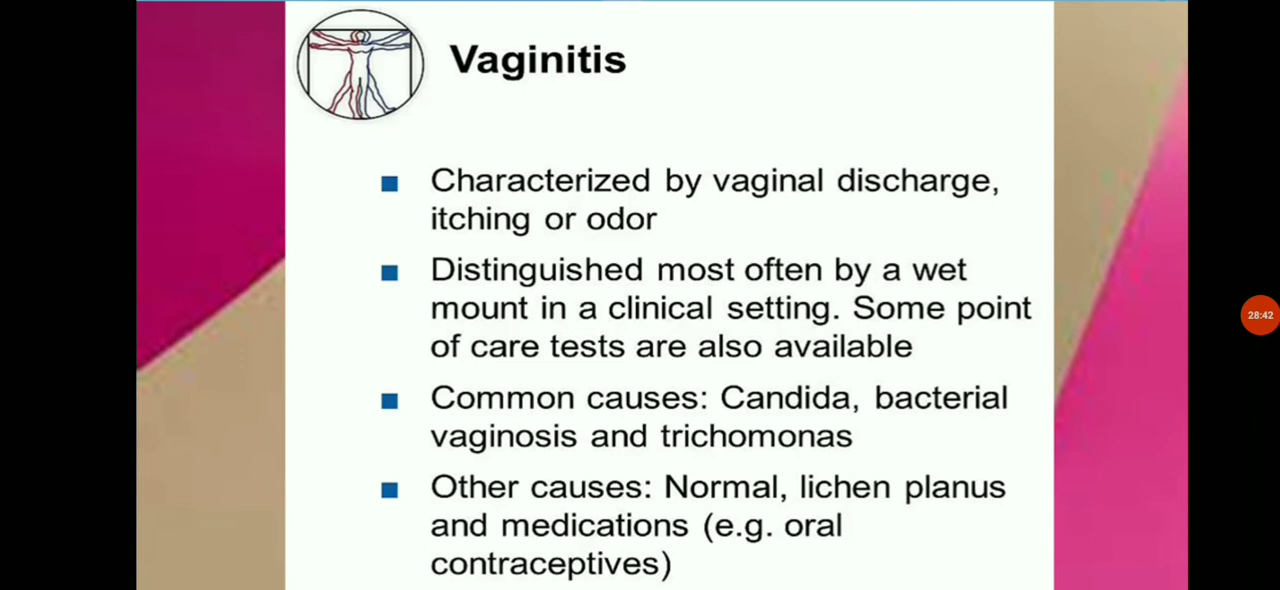 Vaginitis
Characterized by vaginal discharge,
itching or odor
Distinguished most often by a wet
mount in a clinical setting. Some point
of care tests are also available
Common causes: Candida, bacterial
vaginosis and trichomonas
Other causes: Normal, lichen planus
and medications (e.g. oral
contraceptives)
28:42